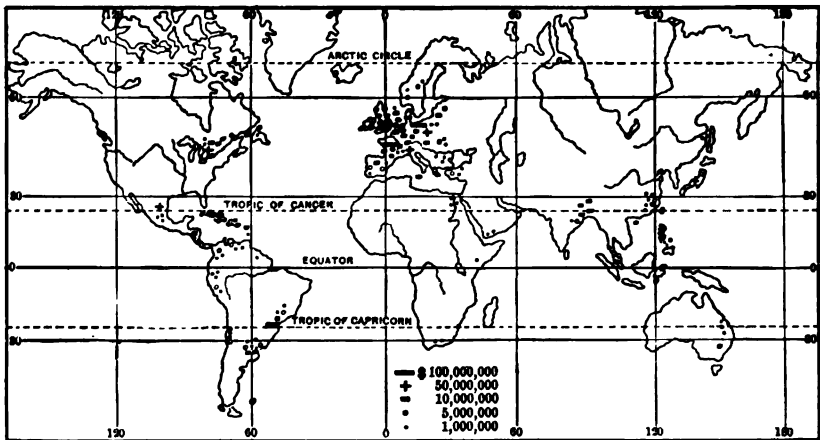 120 60 0 60 120 180
ARCTIC CIRCLE
60 60
30 30
TROPIC OF CANCER
EQUATOR
0 0
TROPIC OF CAPRICORN
30 30
$ 100,000,000
50,000,000
10,000,000
5,000,000
1,000,000
120 60 0 60 120 180